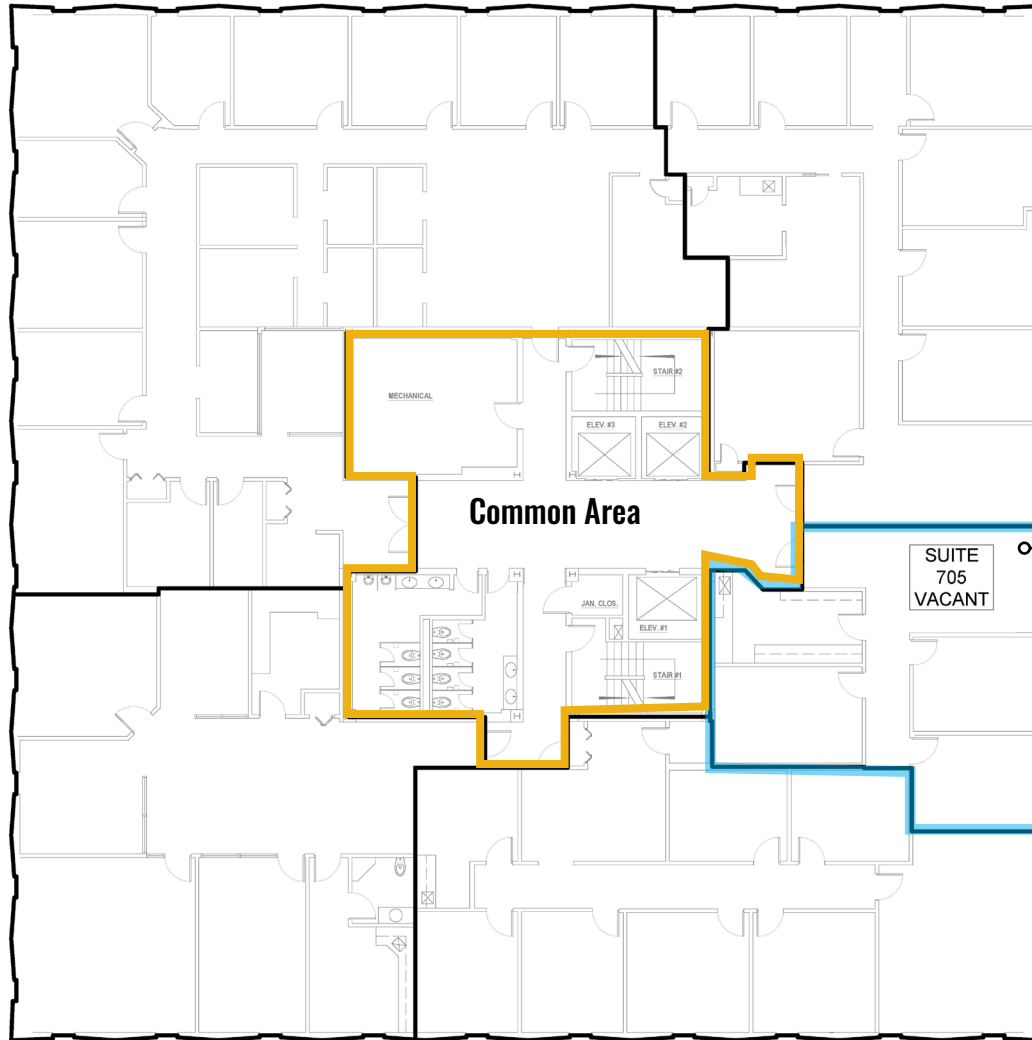 STAIR #2
MECHANICAL
ELEV. #3
ELEV. #2
Common Area
SUITE
705
VACANT
JAN. CLOS.
ELEV. #1
STAIR #1